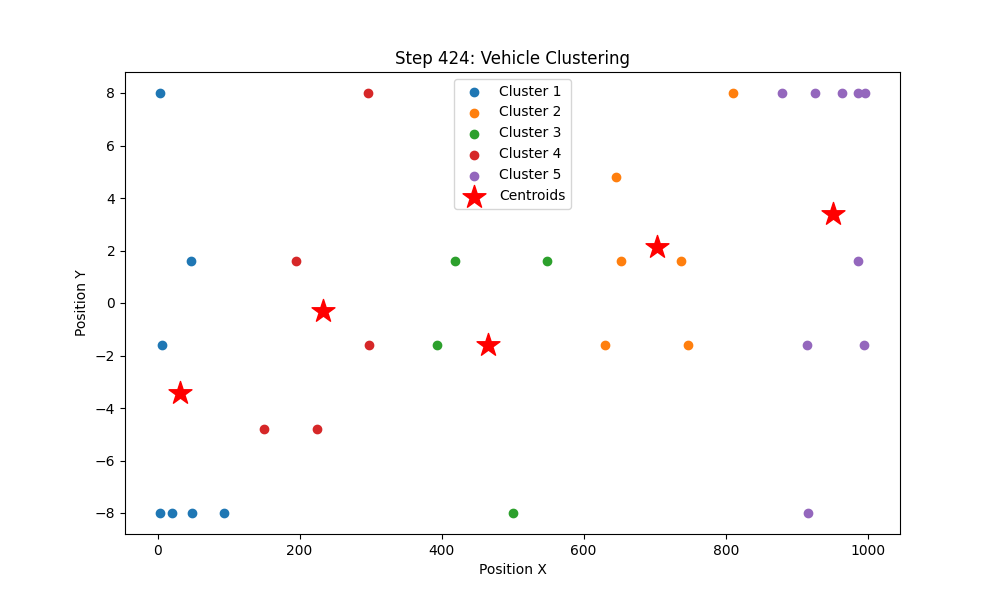 Step 424: Vehicle Clustering
Cluster 1
Cluster 2
Cluster 3
Cluster 4
Cluster 5
Centroids
Position Y
8
6
4
2
0
−2
−4
−6
−8
0 200 400 600 800 1000
Position X